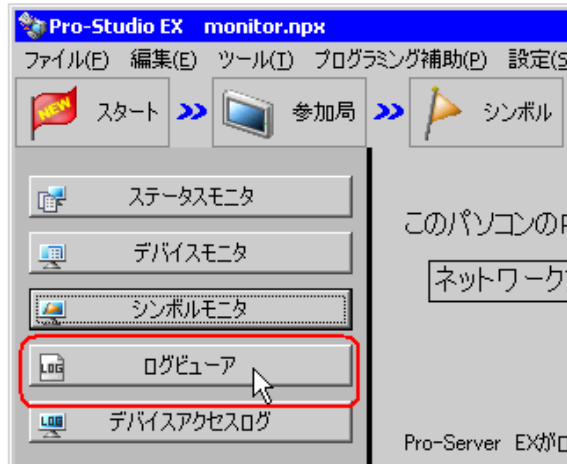 Pro-Studio EX monitor.npx
ファイル(F) 編集(E) ツール(T) プログラミング補助(P) 設定(S
NEW スタート 参加局 シンボル
ステータスモニタ
このパソコンの
デバイスモニタ
ネットワーク
シンボルモニタ
LOG ログビューア
LOG デバイスアクセスログ
Pro-Server EXが